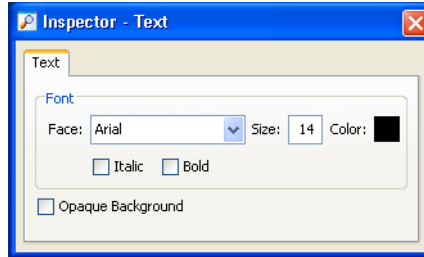 Inspector - Text
Text
Font
Face: Arial Size: 14 Color:
Italic Bold
Opaque Background